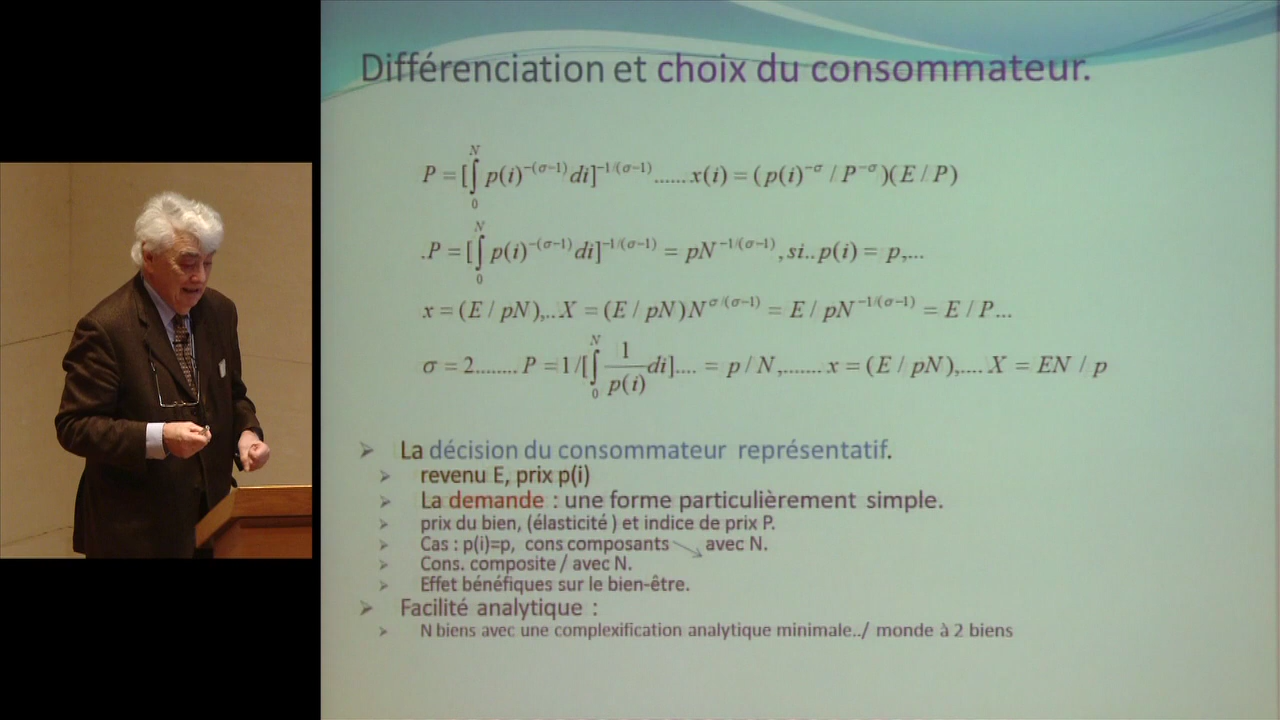 Différenciation et choix du consommateur.
P = [∫₀ᴺ p(i)^{-(σ-1)} di]^{-1/(σ-1)} ...... x(i) = (p(i)^{-σ} / P^{-σ})(E / P)
.P = [∫₀ᴺ p(i)^{-(σ-1)} di]^{-1/(σ-1)} = pN^{-1/(σ-1)}, si.. p(i) = p,...
x = (E / pN),.. X = (E / pN)N^{σ/(σ-1)} = E / pN^{-1/(σ-1)} = E / P...
σ = 2........ P = 1/[∫₀ᴺ 1/p(i) di].... = p / N,....... x = (E / pN),.... X = EN / p
➢ La décision du consommateur représentatif.
➢ revenu E, prix p(i)
➢ La demande : une forme particulièrement simple.
➢ prix du bien, (élasticité ) et indice de prix P.
➢ Cas : p(i)=p, cons composants ↘ avec N.
➢ Cons. composite / avec N.
➢ Effet bénéfiques sur le bien-être.
➢ Facilité analytique :
➢ N biens avec une complexification analytique minimale../ monde à 2 biens